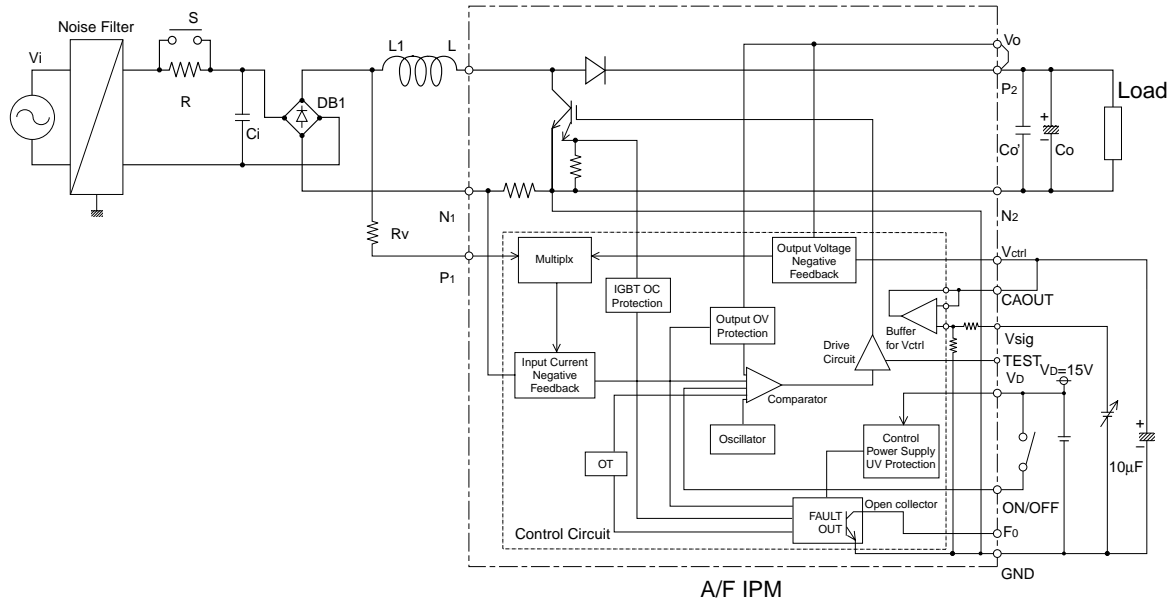 Noise Filter
S
Vi
R
Ci
DB1
L1
L
Vo
P2
Load
+
−
Co'
Co
N1
N2
Rv
P1
Multiplx
Output Voltage
Negative
Feedback
Vctrl
IGBT OC
Protection
CAOUT
Output OV
Protection
Buffer
for Vctrl
Vsig
Drive
Circuit
TEST
Input Current
Negative
Feedback
VD
VD=15V
Comparator
Oscillator
Control
Power Supply
UV Protection
+
−
10µF
OT
ON/OFF
Open collector
FAULT
OUT
F0
Control Circuit
GND
A/F IPM